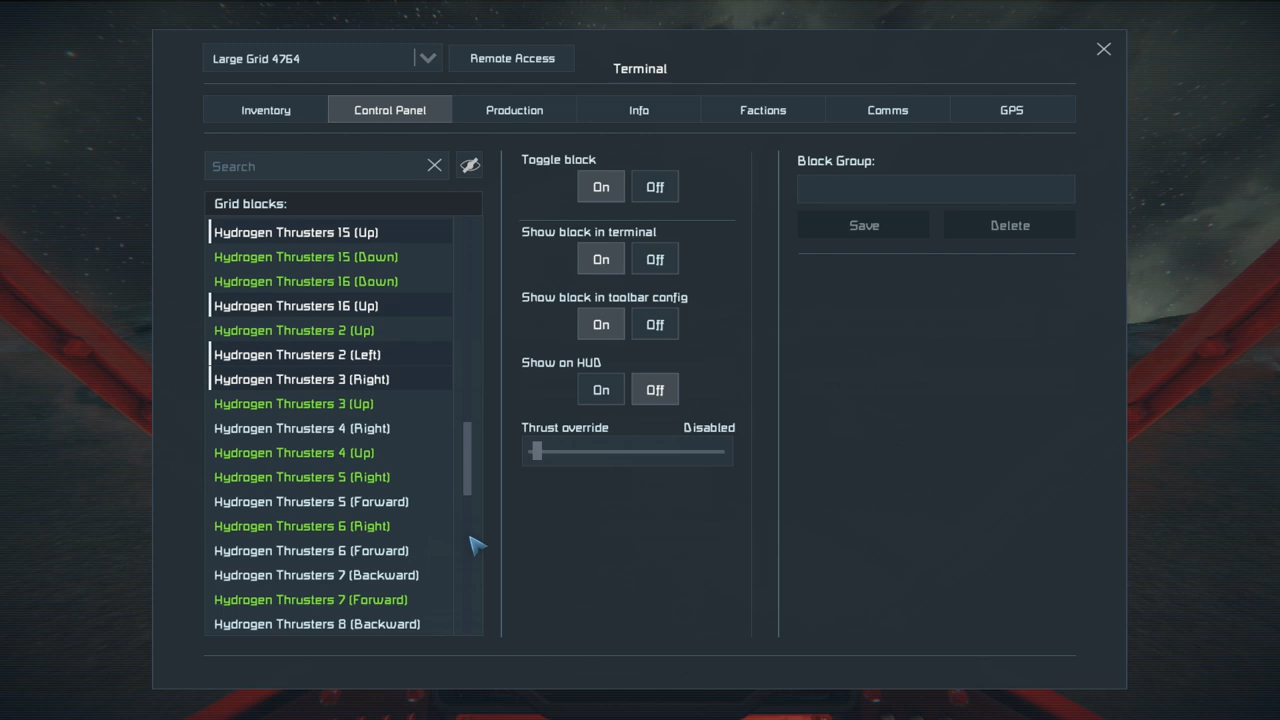 Large Grid 4764
Remote Access
Terminal
Inventory
Control Panel
Production
Info
Factions
Comms
GPS
Search
Grid blocks:
Hydrogen Thrusters 15 (Up)
Hydrogen Thrusters 15 (Down)
Hydrogen Thrusters 16 (Down)
Hydrogen Thrusters 16 (Up)
Hydrogen Thrusters 2 (Up)
Hydrogen Thrusters 2 (Left)
Hydrogen Thrusters 3 (Right)
Hydrogen Thrusters 3 (Up)
Hydrogen Thrusters 4 (Right)
Hydrogen Thrusters 4 (Up)
Hydrogen Thrusters 5 (Right)
Hydrogen Thrusters 5 (Forward)
Hydrogen Thrusters 6 (Right)
Hydrogen Thrusters 6 (Forward)
Hydrogen Thrusters 7 (Backward)
Hydrogen Thrusters 7 (Forward)
Hydrogen Thrusters 8 (Backward)
Toggle block
On Off
Show block in terminal
On Off
Show block in toolbar config
On Off
Show on HUD
On Off
Thrust override Disabled
Block Group:
Save Delete